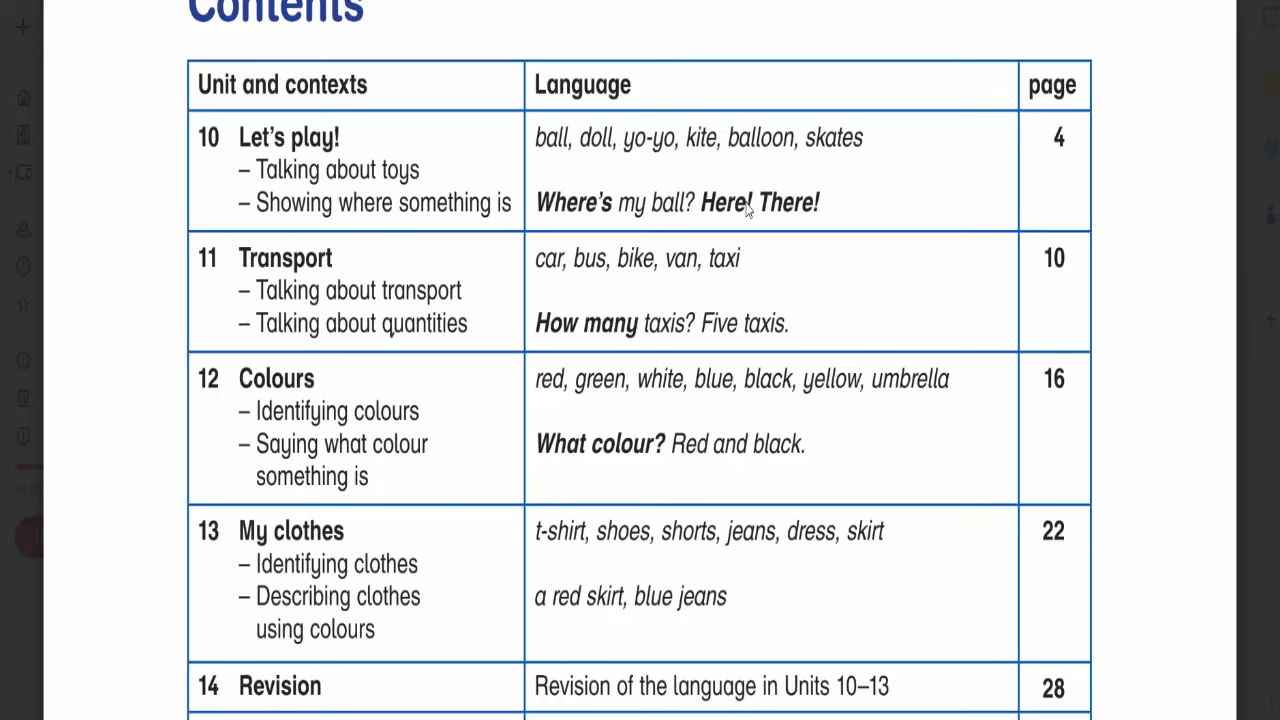 Contents
Unit and contexts Language page
10 Let's play! ball, doll, yo-yo, kite, balloon, skates 4
– Talking about toys
– Showing where something is Where's my ball? Here! There!
11 Transport car, bus, bike, van, taxi 10
– Talking about transport
– Talking about quantities How many taxis? Five taxis.
12 Colours red, green, white, blue, black, yellow, umbrella 16
– Identifying colours
– Saying what colour What colour? Red and black.
something is
13 My clothes t-shirt, shoes, shorts, jeans, dress, skirt 22
– Identifying clothes
– Describing clothes a red skirt, blue jeans
using colours
14 Revision Revision of the language in Units 10–13 28